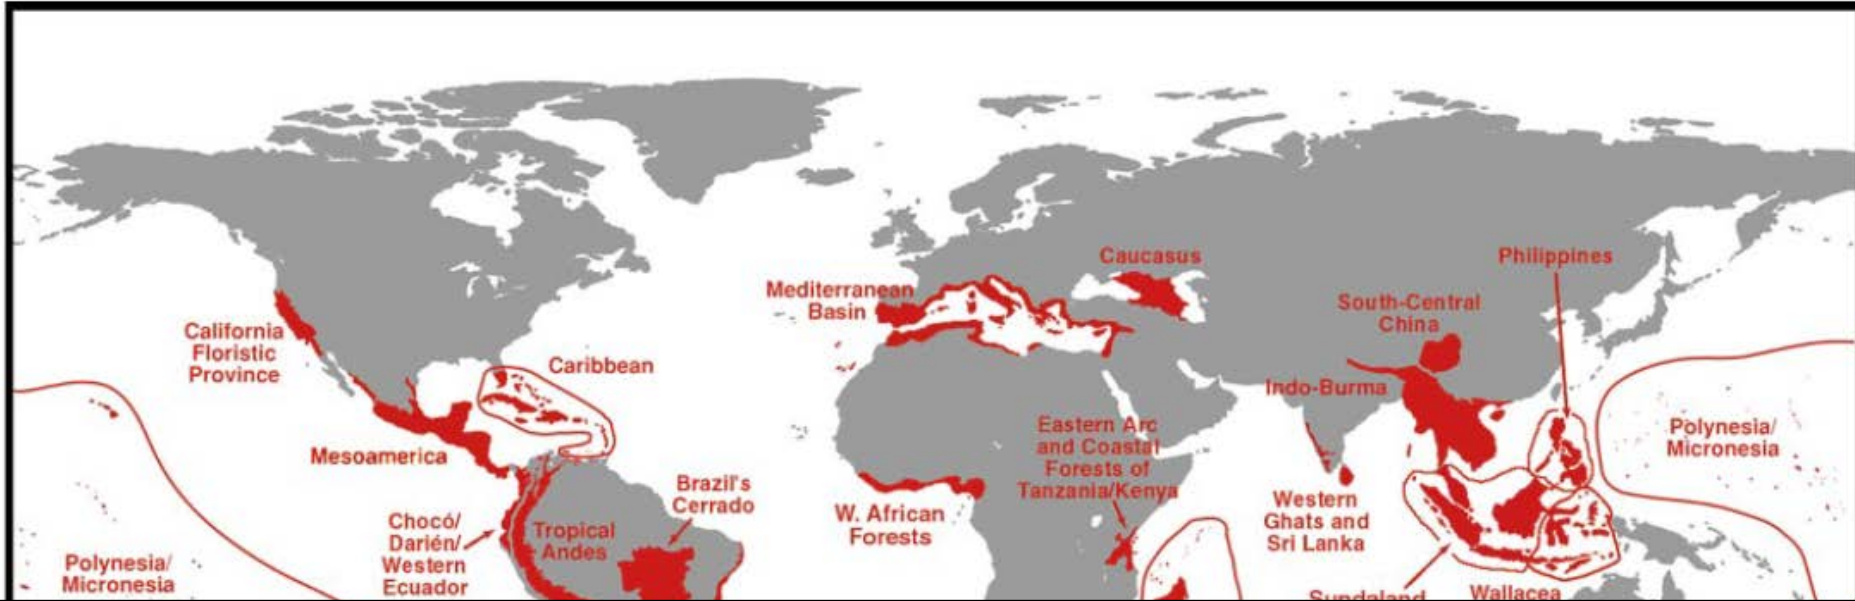 Caucasus
Philippines
Mediterranean
Basin
South-Central
China
California
Floristic
Province
Caribbean
Indo-Burma
Eastern Arc
and Coastal
Forests of
Tanzania/Kenya
Polynesia/
Micronesia
Mesoamerica
Brazil's
Cerrado
W. African
Forests
Western
Ghats and
Sri Lanka
Chocó/
Darién/
Western
Ecuador
Tropical
Andes
Polynesia/
Micronesia
Sundaland
Wallacea